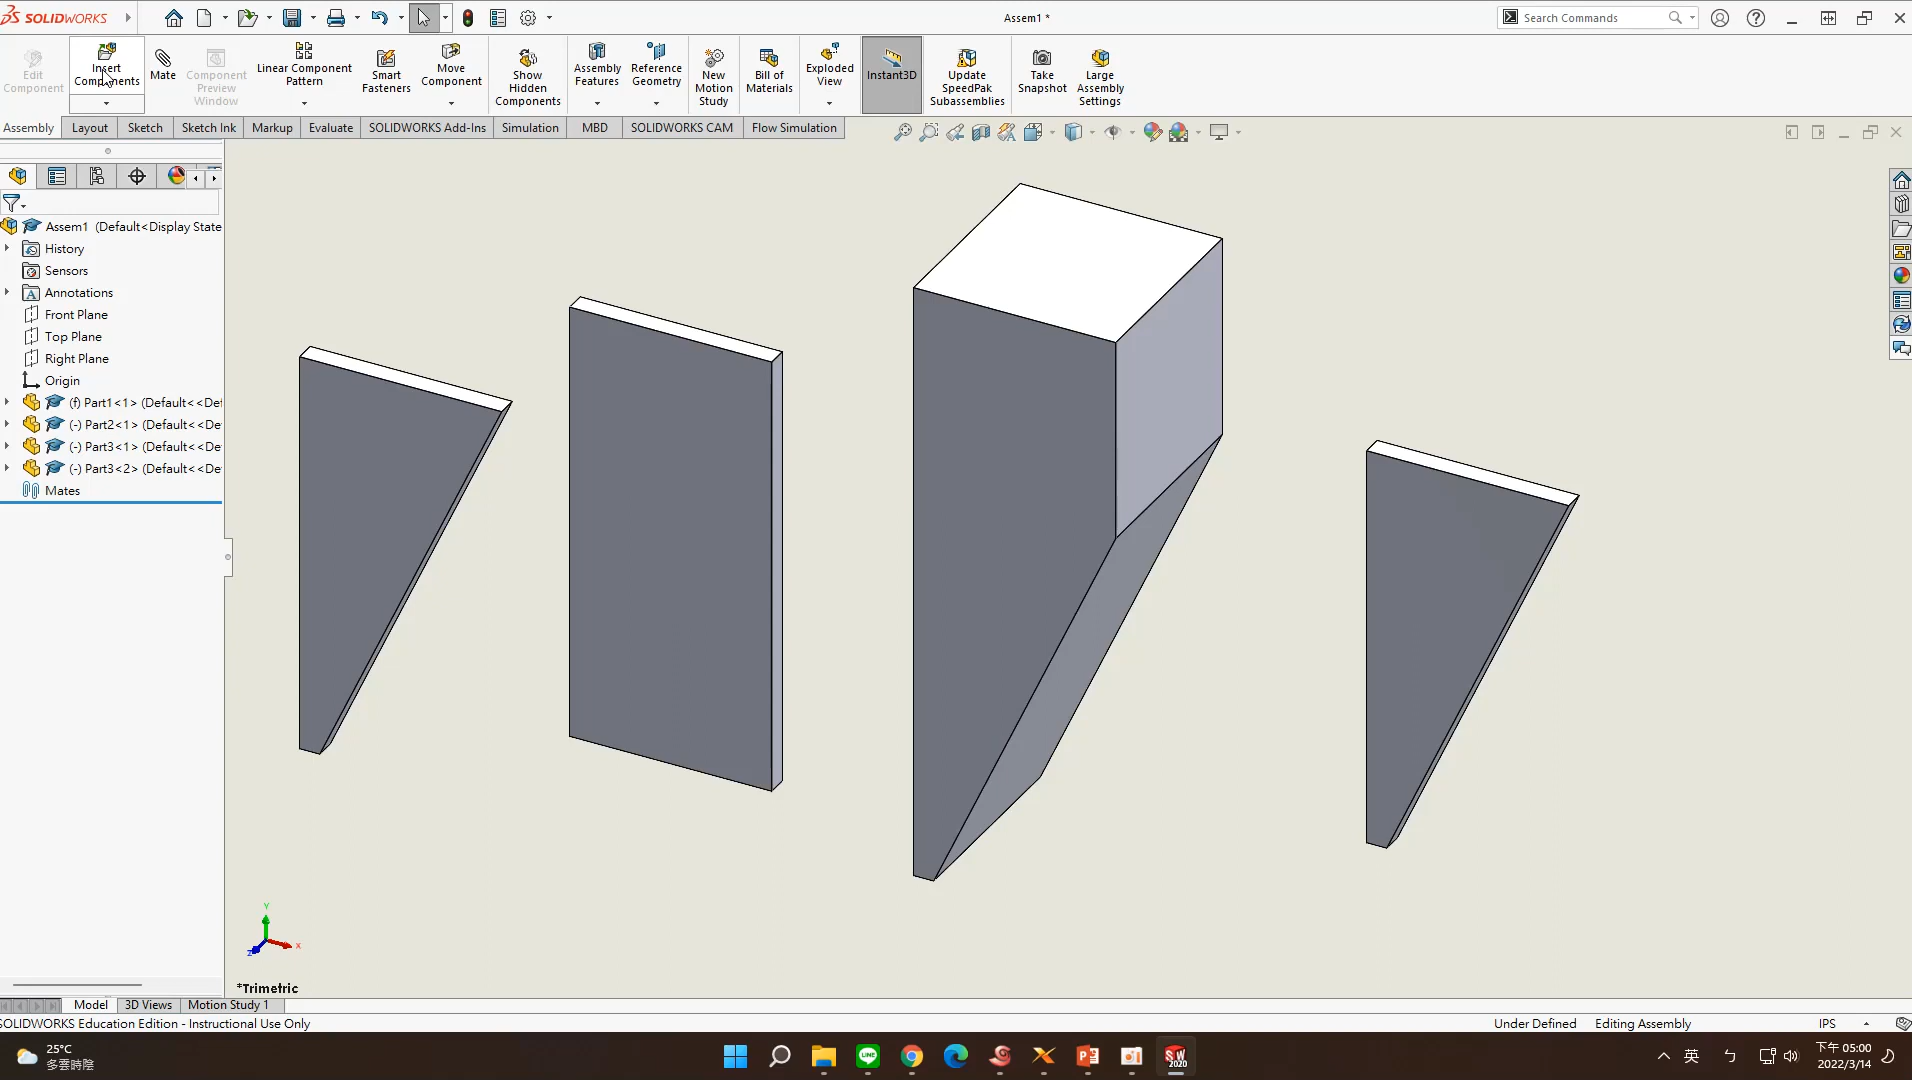 SOLIDWORKS
Assem1 *
Search Commands
Edit Component
Insert Components
Mate
Component Preview Window
Linear Component Pattern
Smart Fasteners
Move Component
Show Hidden Components
Assembly Features
Reference Geometry
New Motion Study
Bill of Materials
Exploded View
Instant3D
Update SpeedPak Subassemblies
Take Snapshot
Large Assembly Settings
Assembly Layout Sketch Sketch Ink Markup Evaluate SOLIDWORKS Add-Ins Simulation MBD SOLIDWORKS CAM Flow Simulation
Assem1 (Default<Display State
History
Sensors
Annotations
Front Plane
Top Plane
Right Plane
Origin
(f) Part1<1> (Default<<De
(-) Part2<1> (Default<<De
(-) Part3<1> (Default<<De
(-) Part3<2> (Default<<De
Mates
Y
X
Z
*Trimetric
Model 3D Views Motion Study 1
SOLIDWORKS Education Edition - Instructional Use Only
Under Defined Editing Assembly IPS
25°C
多雲時陰
LINE
SW
2020
英
ㄅ
下午 05:00
2022/3/14